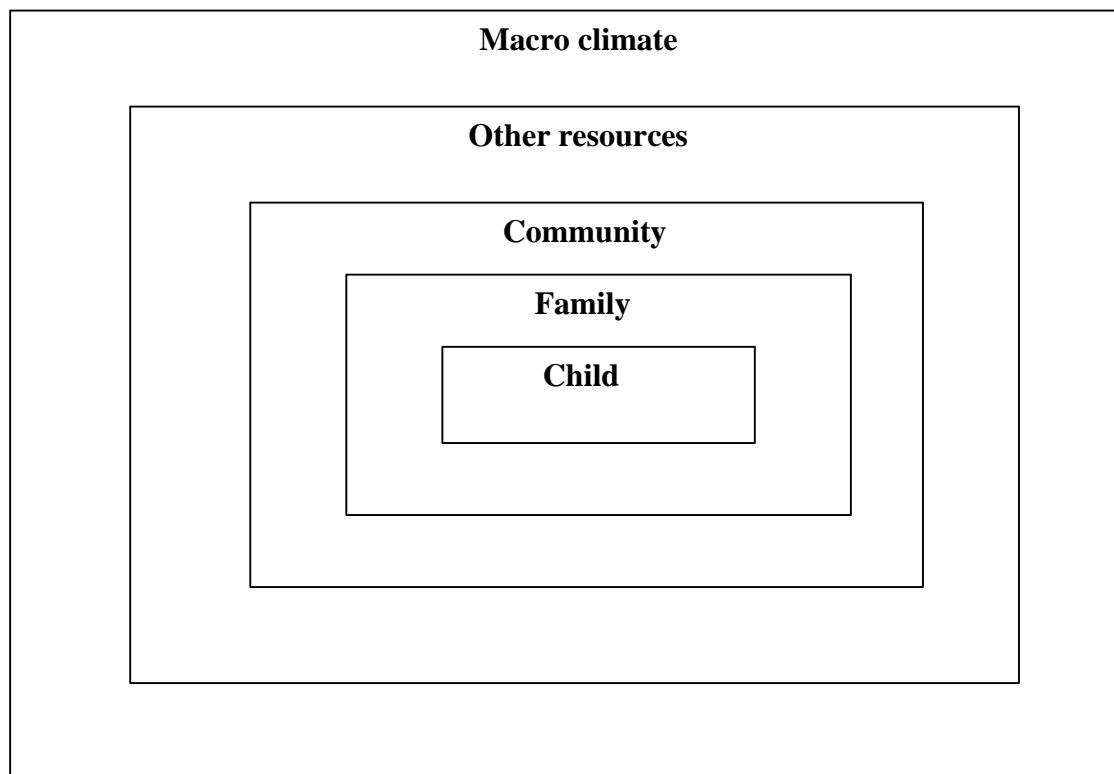 Macro climate
Other resources
Community
Family
Child